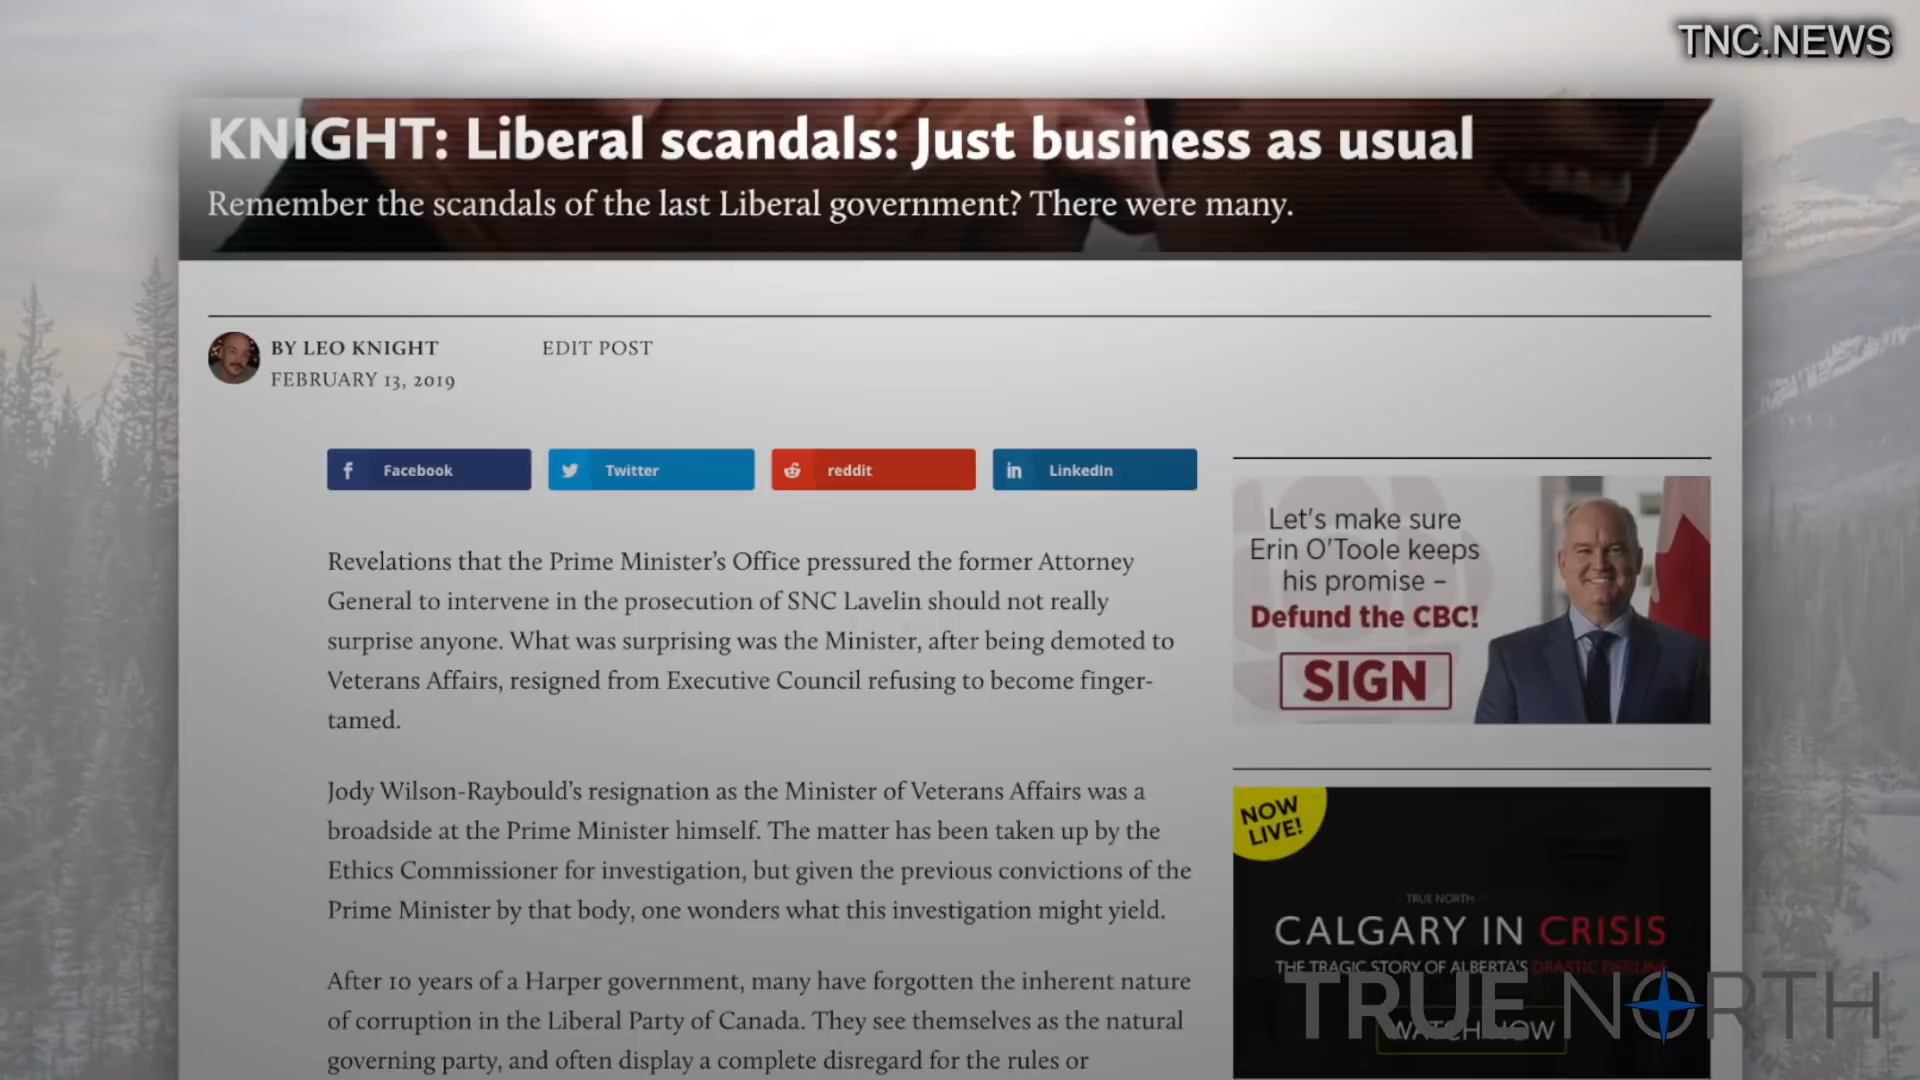 TNC.NEWS
KNIGHT: Liberal scandals: Just business as usual
Remember the scandals of the last Liberal government? There were many.
BY LEO KNIGHT
EDIT POST
FEBRUARY 13, 2019
Facebook
Twitter
reddit
LinkedIn
Revelations that the Prime Minister's Office pressured the former Attorney
General to intervene in the prosecution of SNC Lavelin should not really
surprise anyone. What was surprising was the Minister, after being demoted to
Veterans Affairs, resigned from Executive Council refusing to become finger-
tamed.
Jody Wilson-Raybould's resignation as the Minister of Veterans Affairs was a
broadside at the Prime Minister himself. The matter has been taken up by the
Ethics Commissioner for investigation, but given the previous convictions of the
Prime Minister by that body, one wonders what this investigation might yield.
After 10 years of a Harper government, many have forgotten the inherent nature
of corruption in the Liberal Party of Canada. They see themselves as the natural
governing party, and often display a complete disregard for the rules or
Let's make sure
Erin O'Toole keeps
his promise –
Defund the CBC!
SIGN
NOW
LIVE!
TRUE NORTH
CALGARY IN CRISIS
THE TRAGIC STORY OF ALBERTA'S DRASTIC DECLINE
WATCH NOW
TRUE NORTH